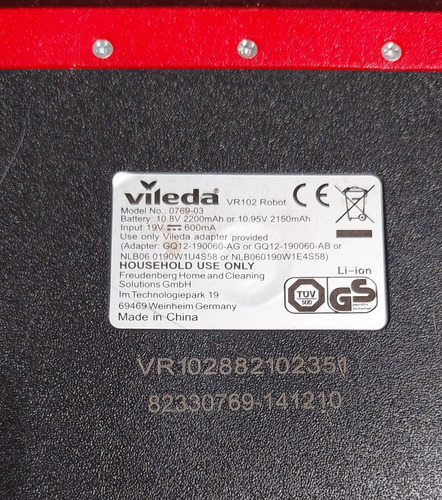 vileda® VR102 Robot CE
Model No.: 0769-03
Battery: 10.8V 2200mAh or 10.95V 2150mAh
Input: 19V ⎓ 600mA
Use only Vileda adapter provided
(Adapter: GQ12-190060-AG or GQ12-190060-AB or
NLB06 0190W1U4S58 or NLB060190W1E4S58)
HOUSEHOLD USE ONLY
Li-ion
Freudenberg Home and Cleaning
Solutions GmbH
Im Technologiepark 19
69469 Weinheim Germany
Made in China
TÜV
SÜD
GS
geprüfte
Sicherheit
VR102882102351
82330769-141210